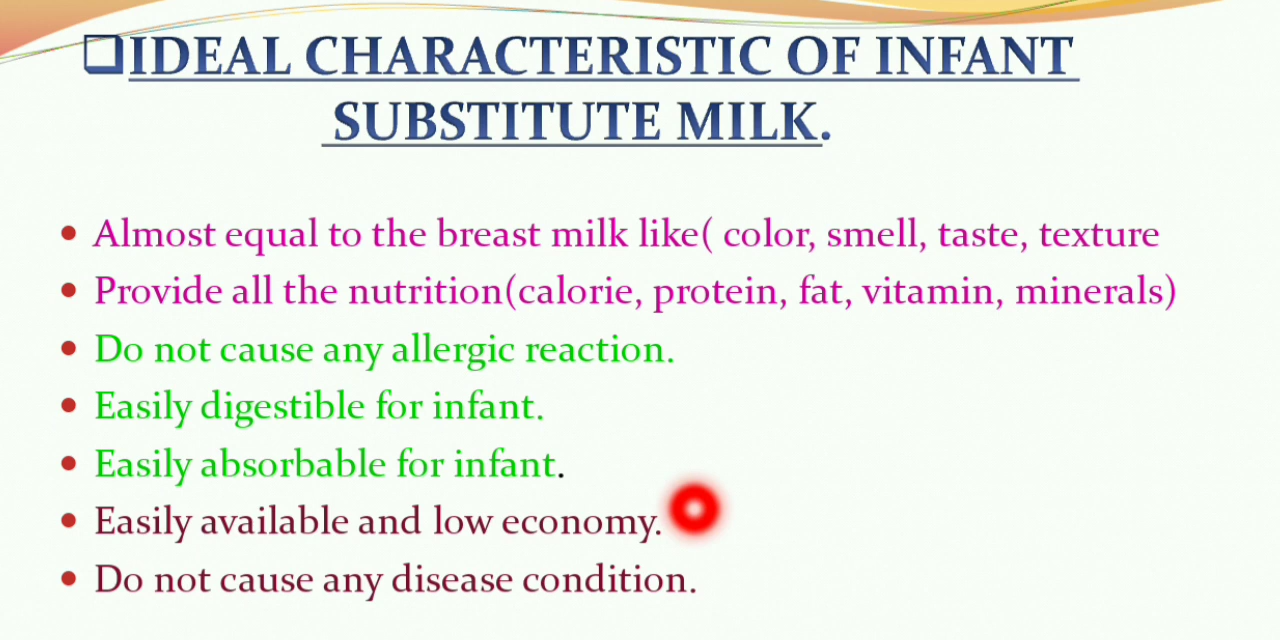 IDEAL CHARACTERISTIC OF INFANT
SUBSTITUTE MILK.
• Almost equal to the breast milk like( color, smell, taste, texture
• Provide all the nutrition(calorie, protein, fat, vitamin, minerals)
• Do not cause any allergic reaction.
• Easily digestible for infant.
• Easily absorbable for infant.
• Easily available and low economy.
• Do not cause any disease condition.